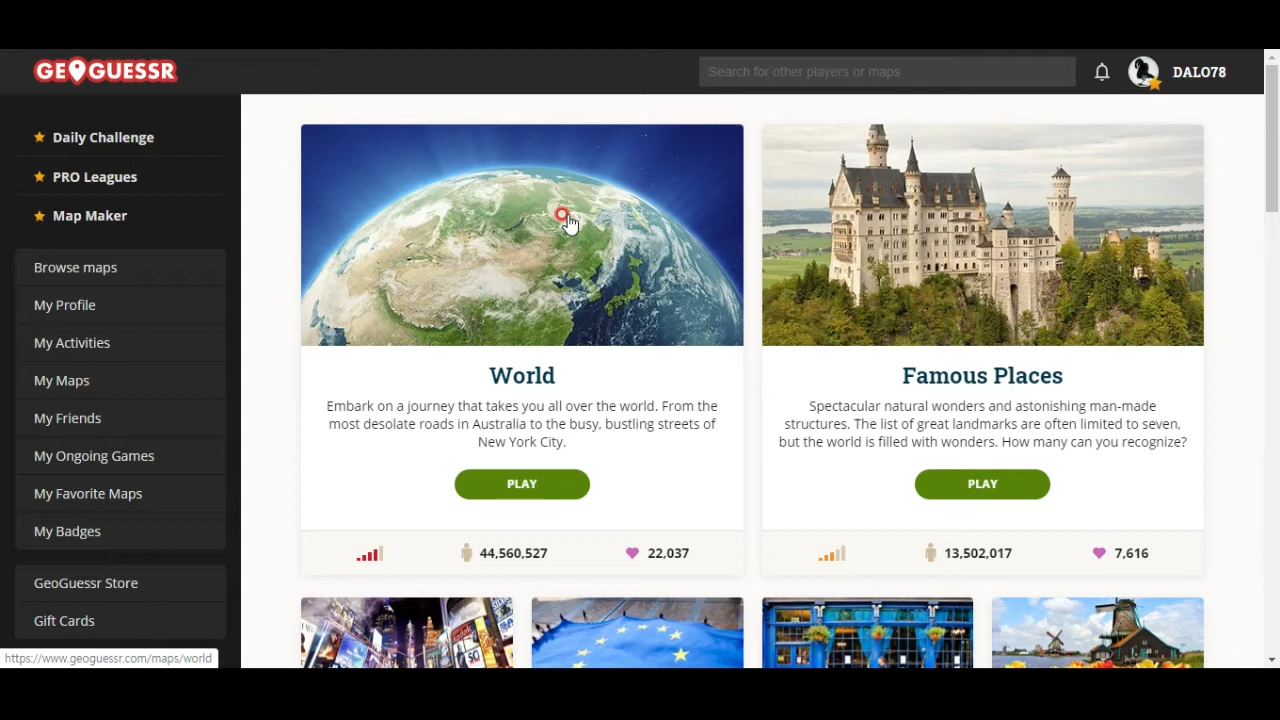 GEOGUESSR
Search for other players or maps
DALO78
Daily Challenge
PRO Leagues
Map Maker
Browse maps
My Profile
My Activities
My Maps
My Friends
My Ongoing Games
My Favorite Maps
My Badges
GeoGuessr Store
Gift Cards
World
Embark on a journey that takes you all over the world. From the
most desolate roads in Australia to the busy, bustling streets of
New York City.
PLAY
44,560,527
22,037
Famous Places
Spectacular natural wonders and astonishing man-made
structures. The list of great landmarks are often limited to seven,
but the world is filled with wonders. How many can you recognize?
PLAY
13,502,017
7,616
https://www.geoguessr.com/maps/world